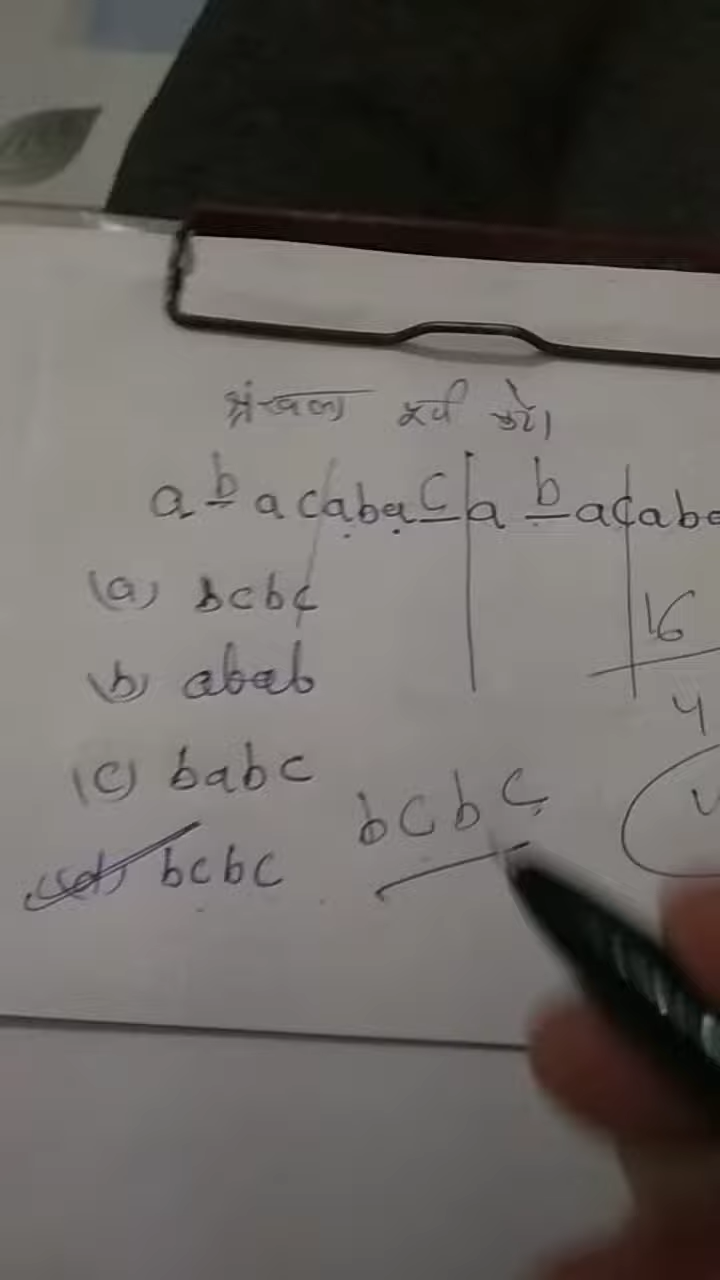 श्रंखला पूर्ण करे।
a b a c a b a c a b a c a b a
(a) bcbc
(b) abab
(c) babc
(d) bcbc
bcbc
16
4